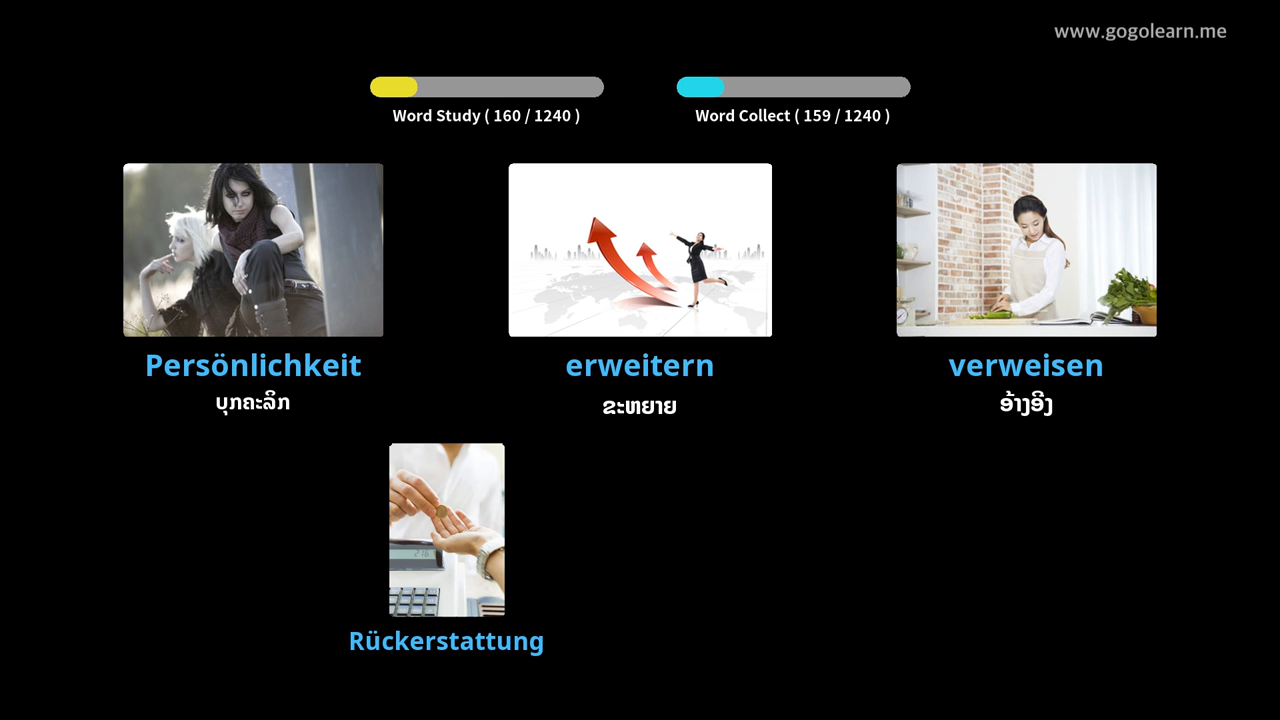 www.gogolearn.me
Word Study ( 160 / 1240 )
Word Collect ( 159 / 1240 )
Persönlichkeit
ບຸກຄະລິກ
erweitern
ຂະຫຍາຍ
verweisen
ອ້າງອີງ
Rückerstattung